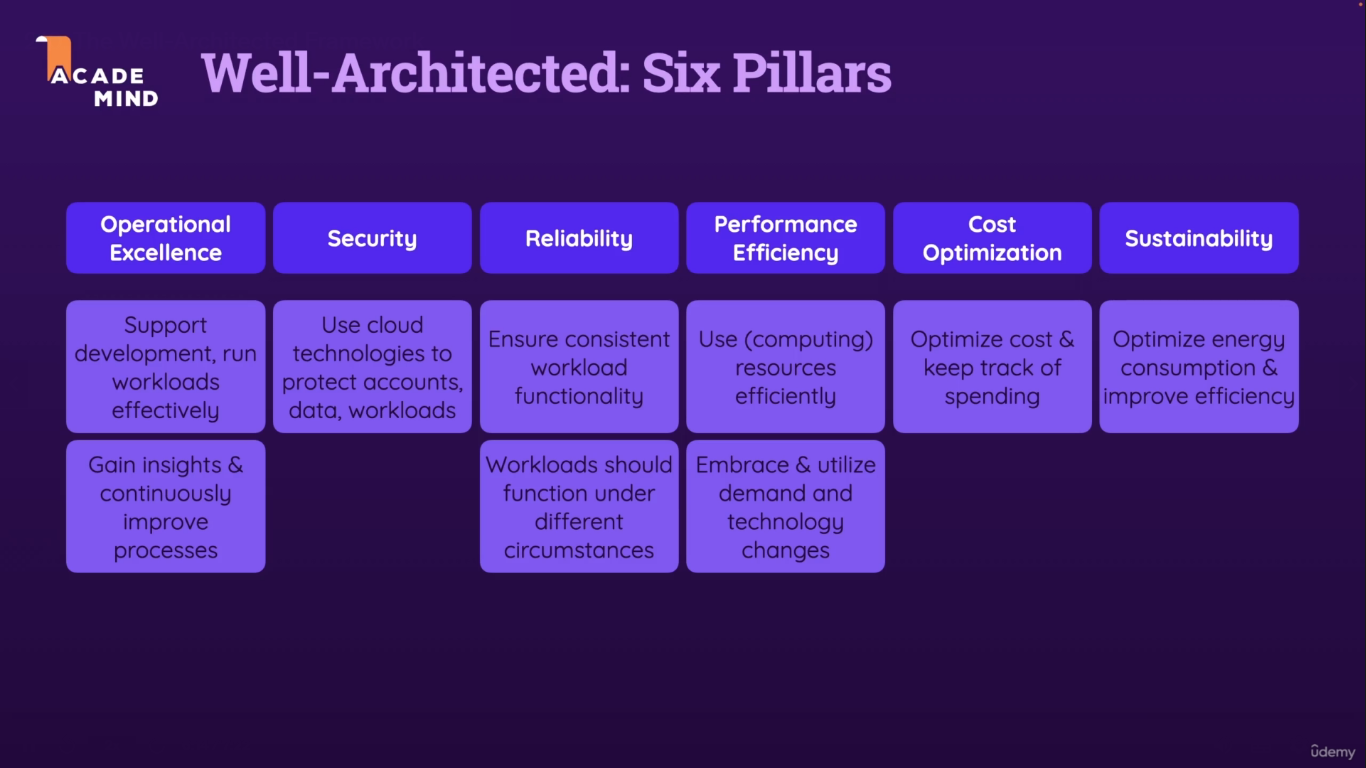 ACADE
MIND
Well-Architected: Six Pillars
Operational
Excellence
Security
Reliability
Performance
Efficiency
Cost
Optimization
Sustainability
Support
development, run
workloads
effectively
Use cloud
technologies to
protect accounts,
data, workloads
Ensure consistent
workload
functionality
Use (computing)
resources
efficiently
Optimize cost &
keep track of
spending
Optimize energy
consumption &
improve efficiency
Gain insights &
continuously
improve
processes
Workloads should
function under
different
circumstances
Embrace & utilize
demand and
technology
changes
ûdemy